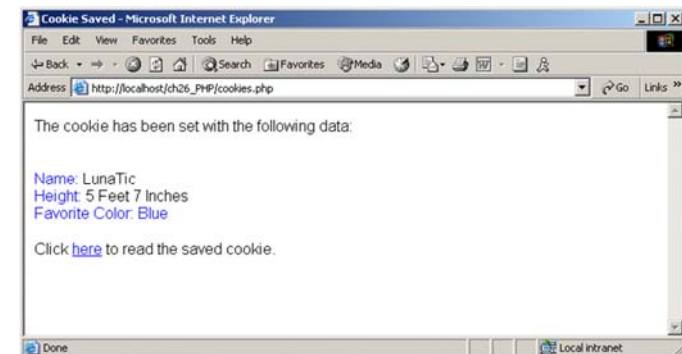 Cookie Saved - Microsoft Internet Explorer
File Edit View Favorites Tools Help
Back Search Favorites Media
Address http://localhost/ch26_PHP/cookies.php Go Links »
The cookie has been set with the following data:
Name: LunaTic
Height: 5 Feet 7 Inches
Favorite Color: Blue
Click here to read the saved cookie.
Done Local intranet